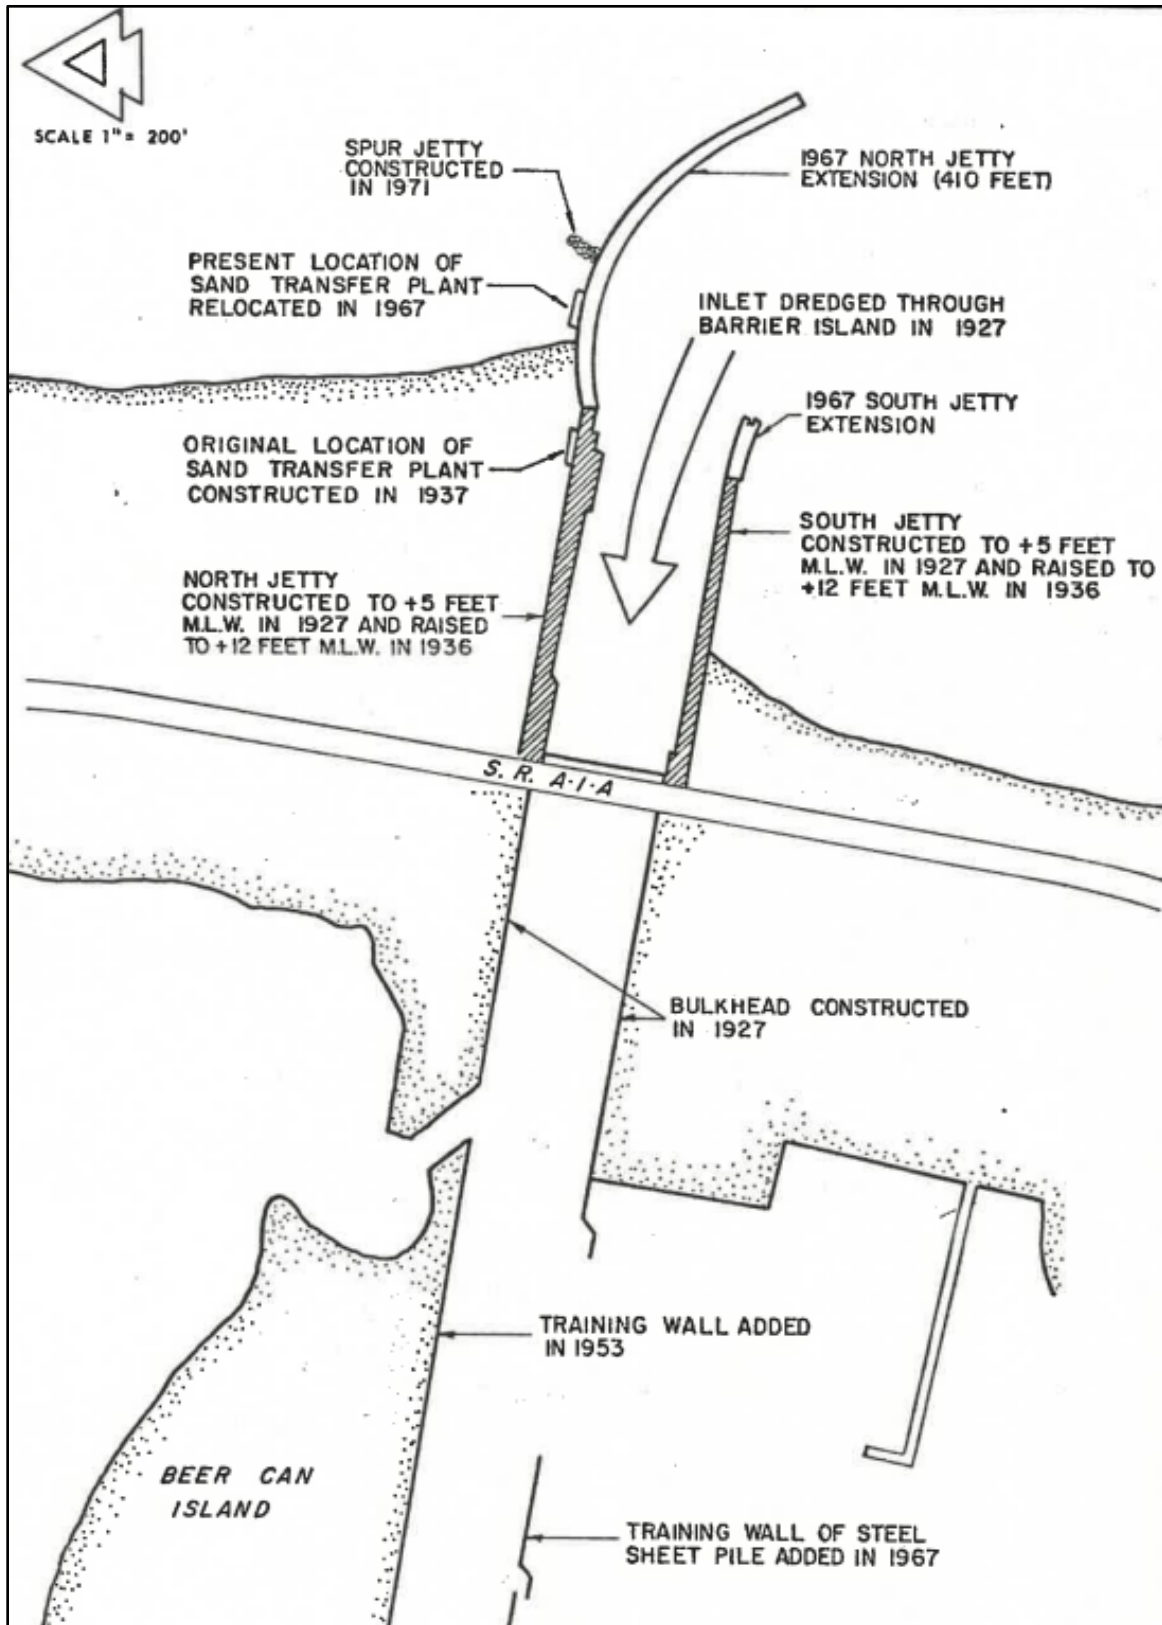 SCALE 1" = 200'
SPUR JETTY
CONSTRUCTED
IN 1971
1967 NORTH JETTY
EXTENSION (410 FEET)
PRESENT LOCATION OF
SAND TRANSFER PLANT
RELOCATED IN 1967
INLET DREDGED THROUGH
BARRIER ISLAND IN 1927
1967 SOUTH JETTY
EXTENSION
ORIGINAL LOCATION OF
SAND TRANSFER PLANT
CONSTRUCTED IN 1937
SOUTH JETTY
CONSTRUCTED TO +5 FEET
M.L.W. IN 1927 AND RAISED TO
+12 FEET M.L.W. IN 1936
NORTH JETTY
CONSTRUCTED TO +5 FEET
M.L.W. IN 1927 AND RAISED
TO +12 FEET M.L.W. IN 1936
S. R. A-1-A
BULKHEAD CONSTRUCTED
IN 1927
TRAINING WALL ADDED
IN 1953
BEER CAN
ISLAND
TRAINING WALL OF STEEL
SHEET PILE ADDED IN 1967